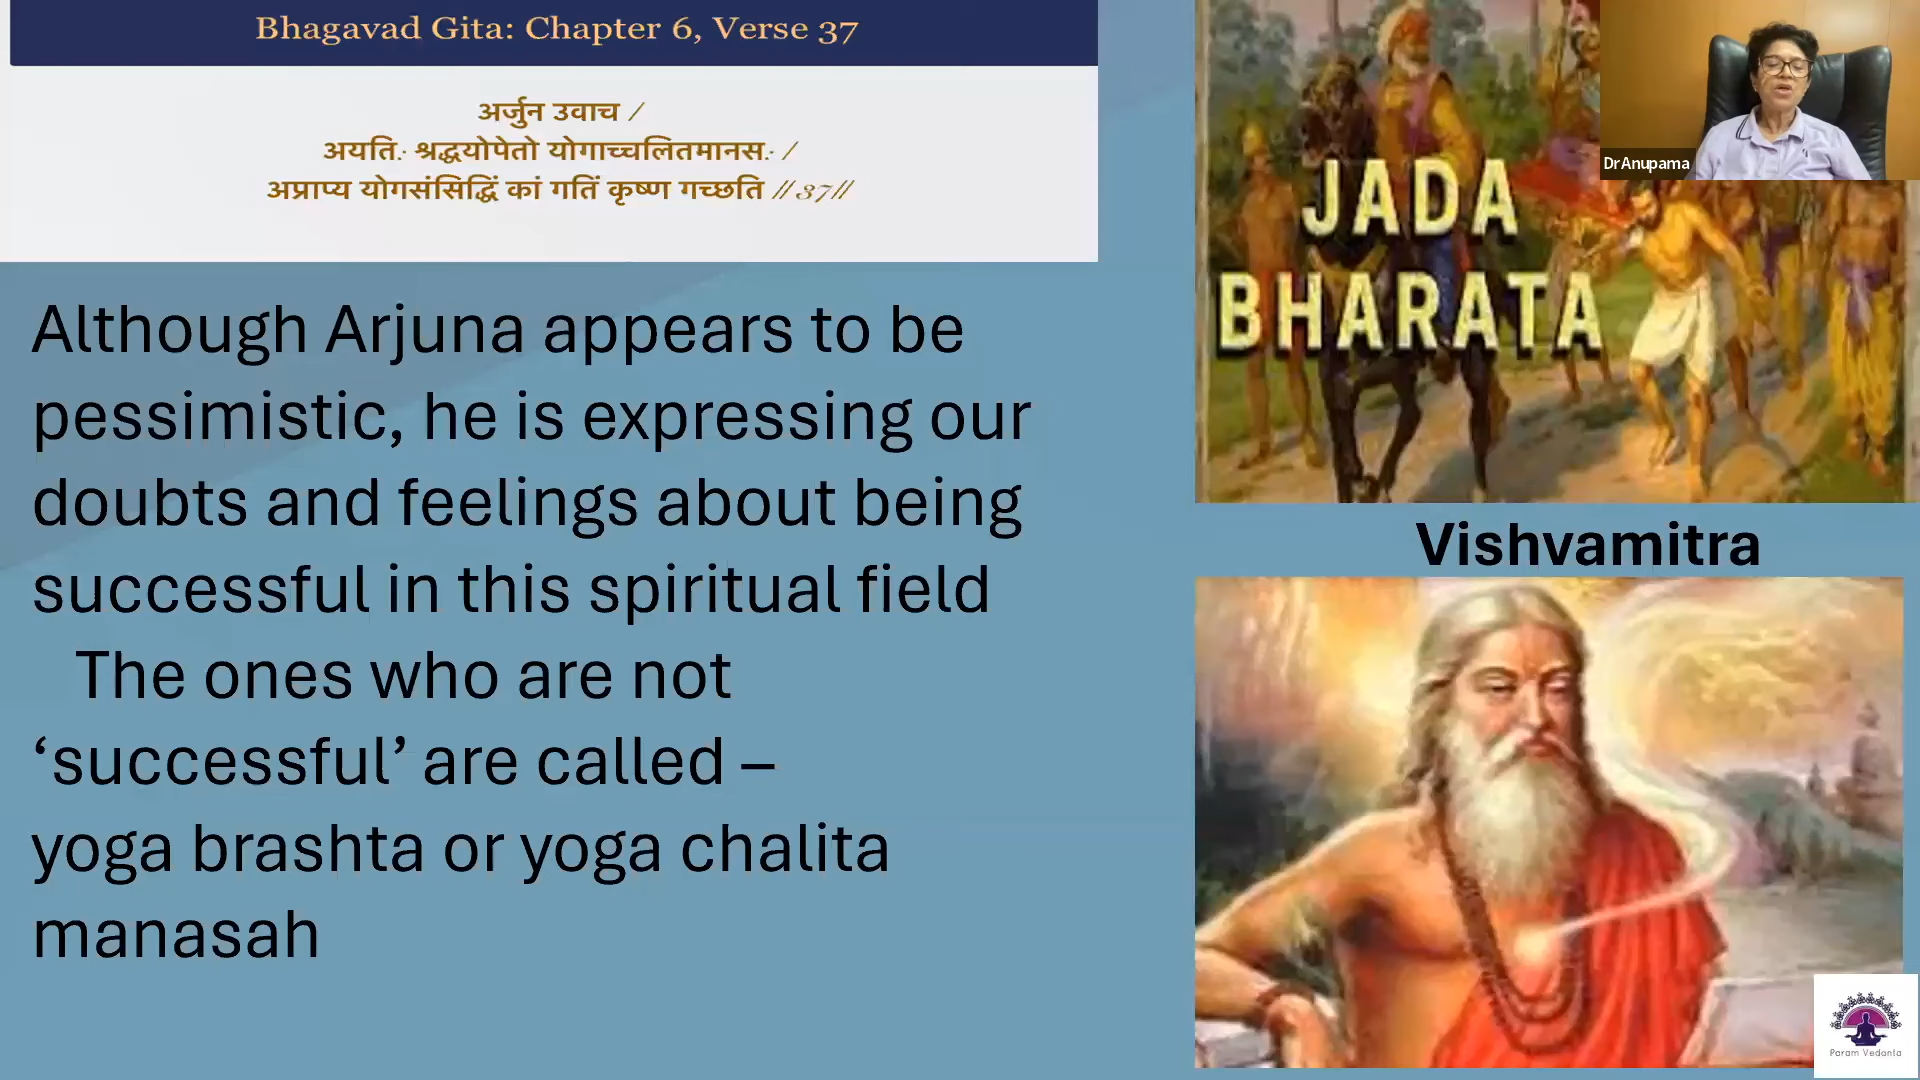 Bhagavad Gita: Chapter 6, Verse 37
अर्जुन उवाच /
अयति: श्रद्धयोपेतो योगाच्चलितमानस: /
अप्राप्य योगसंसिद्धिं कां गतिं कृष्ण गच्छति //37//
Although Arjuna appears to be
pessimistic, he is expressing our
doubts and feelings about being
successful in this spiritual field
The ones who are not
‘successful’ are called –
yoga brashta or yoga chalita
manasah
JADA
BHARATA
DrAnupama
Vishvamitra
Param Vedanta